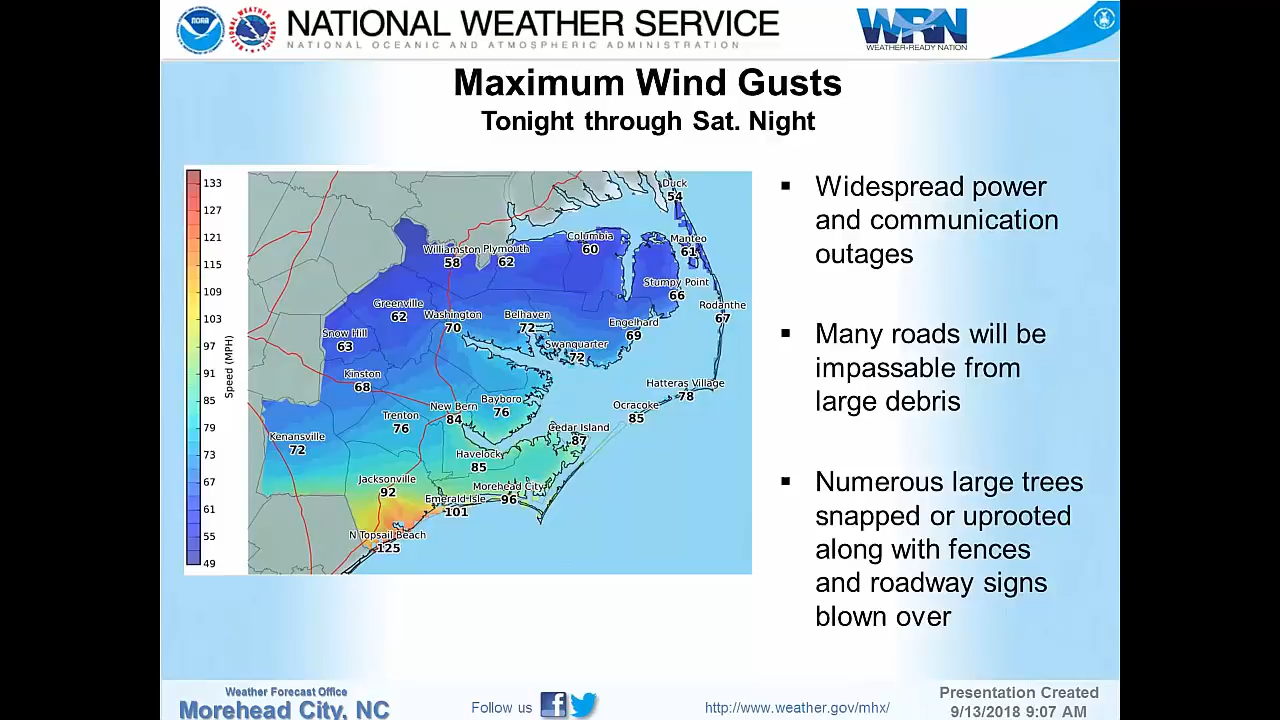 NOAA
NATIONAL WEATHER SERVICE
NATIONAL OCEANIC AND ATMOSPHERIC ADMINISTRATION
WRN
WEATHER-READY NATION
Maximum Wind Gusts
Tonight through Sat. Night
133
127
121
115
109
103
97
91
85
79
73
67
61
55
49
Speed (MPH)
Duck
54
Columbia
60
Manteo
61
Williamston
58
Plymouth
62
Stumpy Point
66
Rodanthe
67
Greenville
62
Washington
70
Belhaven
72
Engelhard
69
Snow Hill
63
Swanquarter
72
Kinston
68
Hatteras Village
78
Bayboro
76
New Bern
84
Ocracoke
85
Trenton
76
Cedar Island
87
Kenansville
72
Havelock
85
Jacksonville
92
Morehead City
96
Emerald Isle
101
N Topsail Beach
125
▪ Widespread power
and communication
outages
▪ Many roads will be
impassable from
large debris
▪ Numerous large trees
snapped or uprooted
along with fences
and roadway signs
blown over
Weather Forecast Office
Morehead City, NC
Follow us
http://www.weather.gov/mhx/
Presentation Created
9/13/2018 9:07 AM